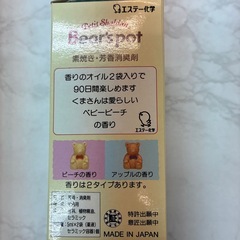 エステー化学
Petit Shaldan
Bear's pot
素焼き・芳香消臭剤
香りのオイル2袋入りで
90日間楽しめます
くまさんは愛らしい
ベビーピーチ
の香り
エステー化学
ピーチの香り
アップルの香り
香りは2タイプあります。
特許出願中
意匠出願中
MADE IN JAPAN